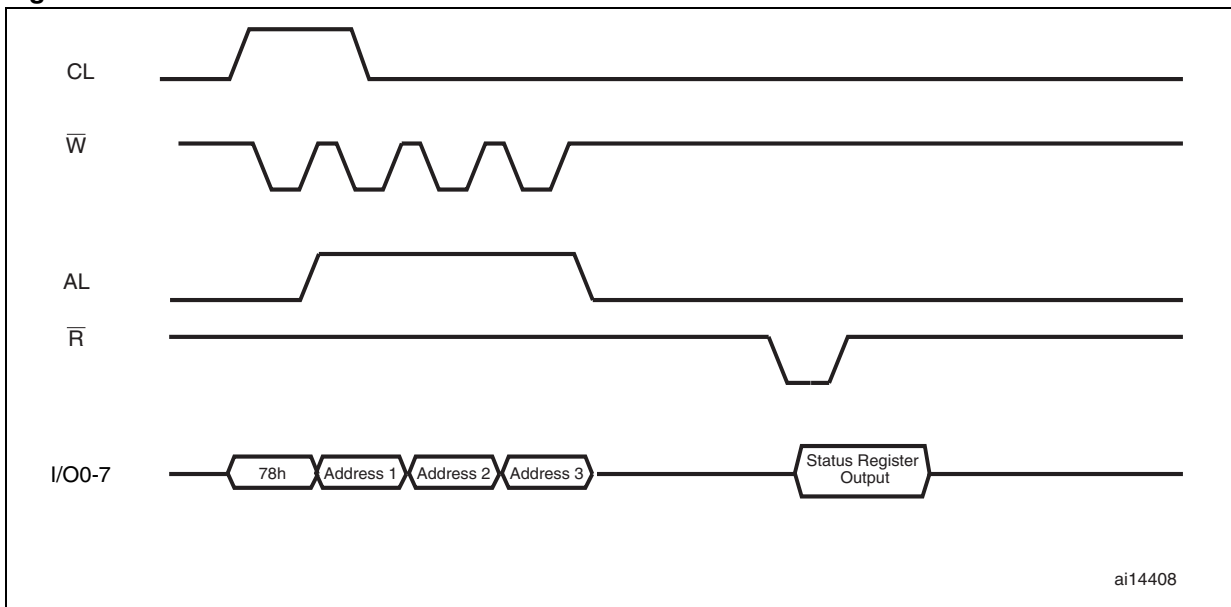 CL
W̅
AL
R̅
I/O0-7
78h
Address 1
Address 2
Address 3
Status Register
Output
ai14408